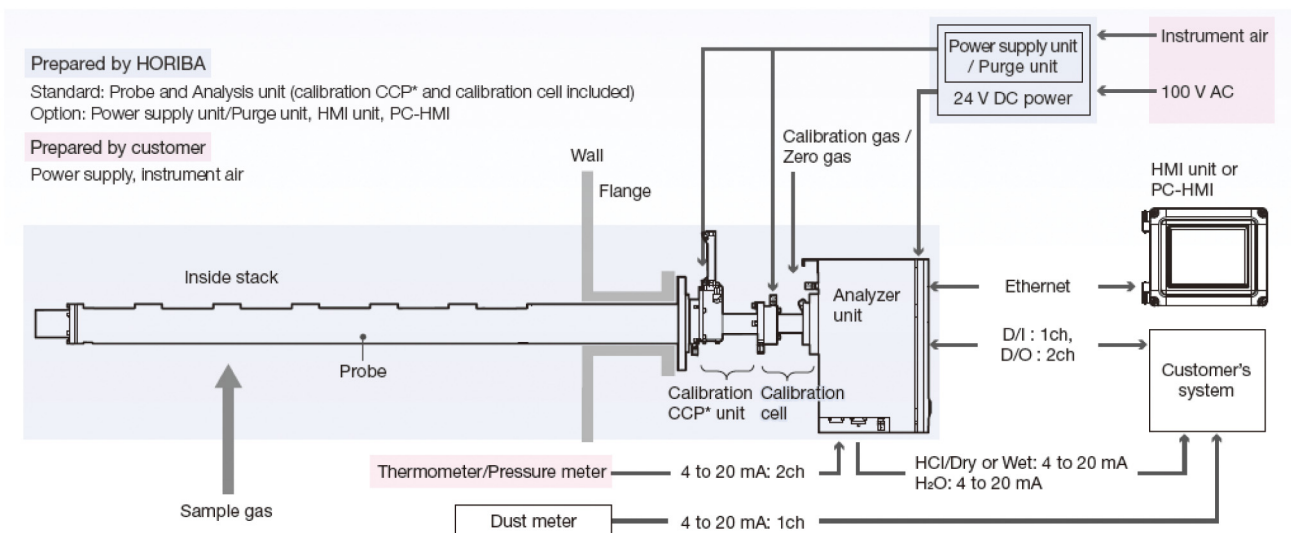 Prepared by HORIBA
Standard: Probe and Analysis unit (calibration CCP* and calibration cell included)
Option: Power supply unit/Purge unit, HMI unit, PC-HMI
Prepared by customer
Power supply, instrument air
Power supply unit
/ Purge unit
24 V DC power
Instrument air
100 V AC
Calibration gas /
Zero gas
Wall
Flange
HMI unit or
PC-HMI
Inside stack
Probe
Analyzer
unit
Ethernet
D/I : 1ch,
D/O : 2ch
Customer's
system
Calibration
CCP* unit
Calibration
cell
Thermometer/Pressure meter
4 to 20 mA: 2ch
HCl/Dry or Wet: 4 to 20 mA
H₂O: 4 to 20 mA
Sample gas
Dust meter
4 to 20 mA: 1ch